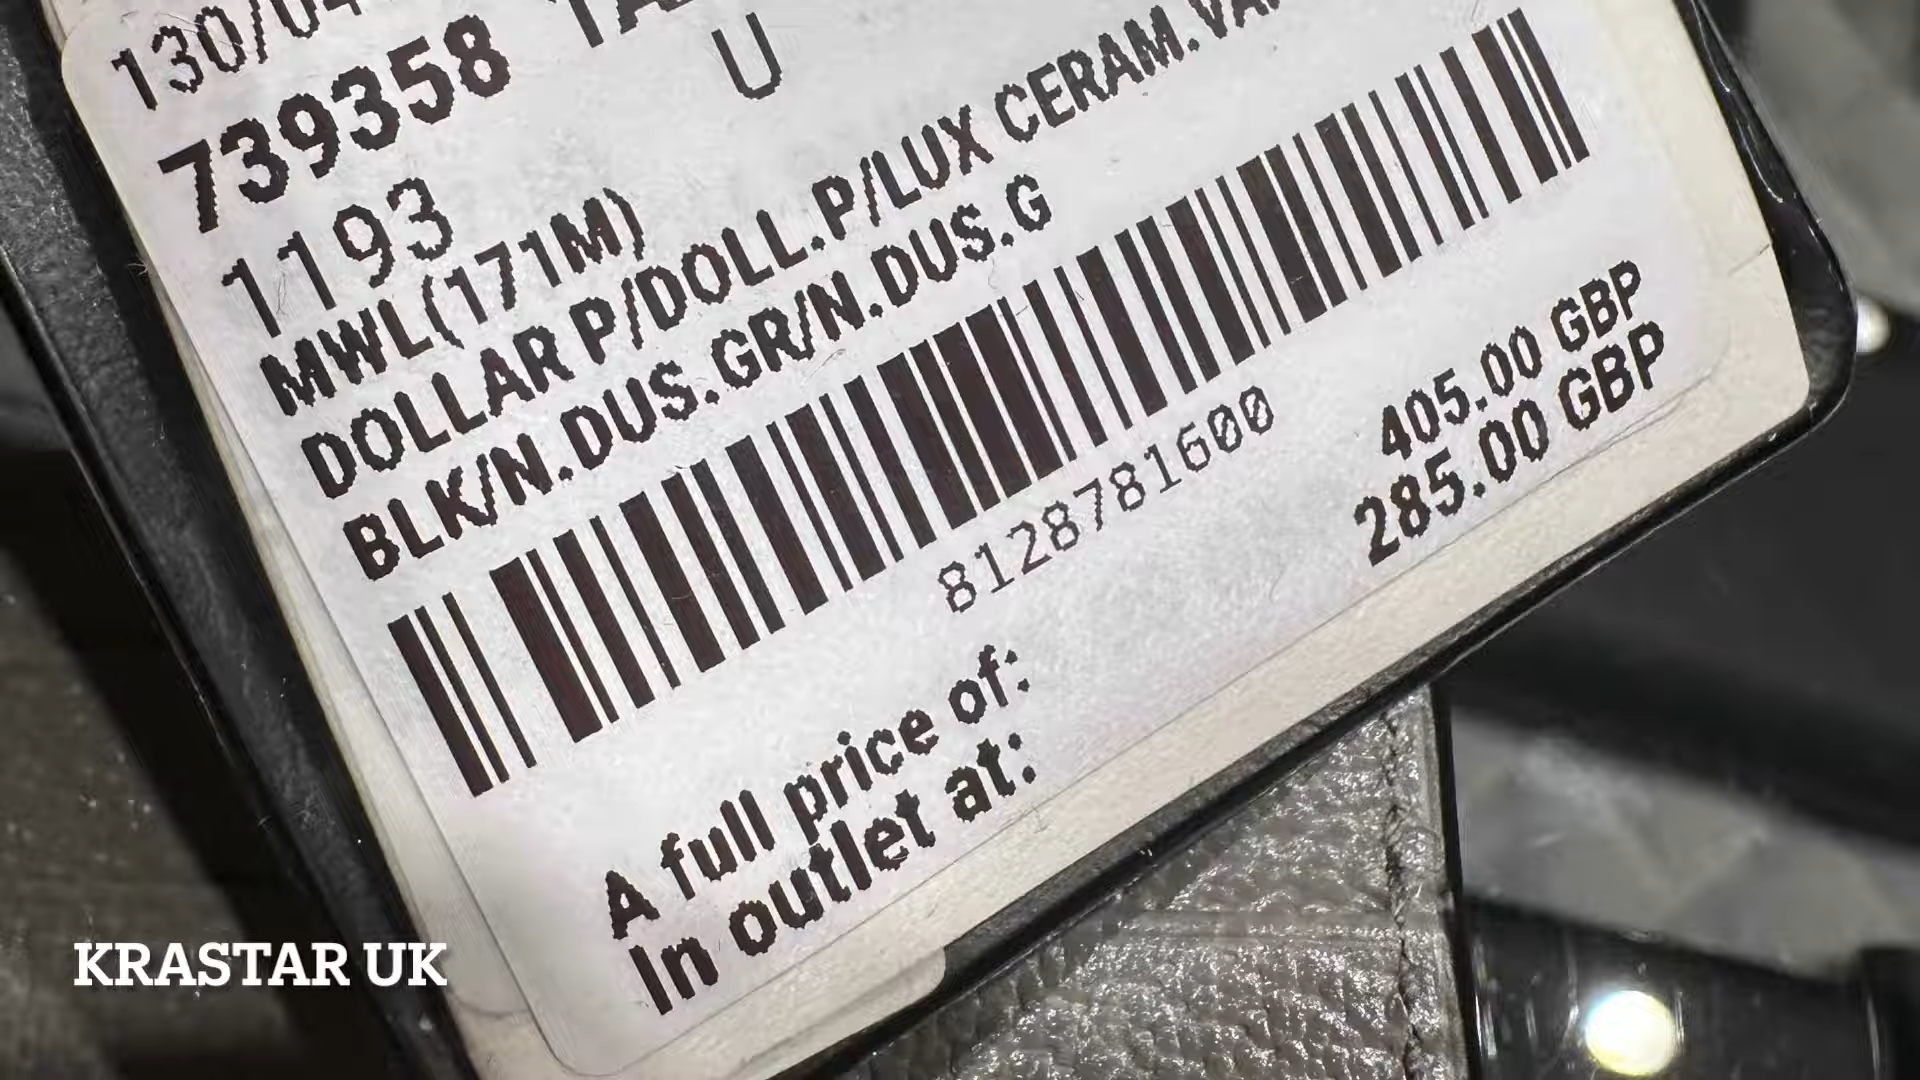 739358
U
1193
MWL(171M)
DOLLAR P/DOLL.P/LUX CERAM.
BLK/N.DUS.GR/N.DUS.G
8128781600
A full price of: 405.00 GBP
In outlet at: 285.00 GBP
KRASTAR UK